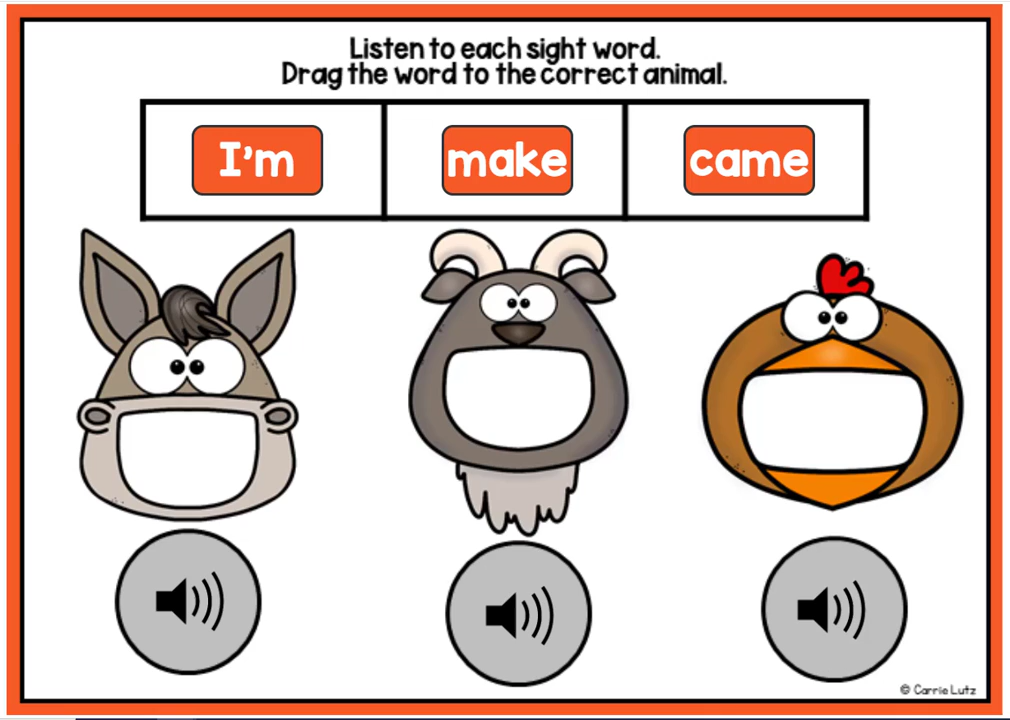 Listen to each sight word.
Drag the word to the correct animal.
I'm make came
© Carrie Lutz